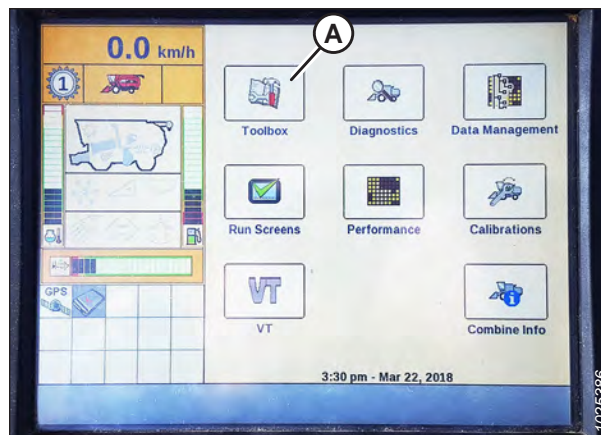 A
0.0 km/h
1
Toolbox
Diagnostics
Data Management
Run Screens
Performance
Calibrations
GPS
VT
VT
Combine Info
3:30 pm - Mar 22, 2018
1025286